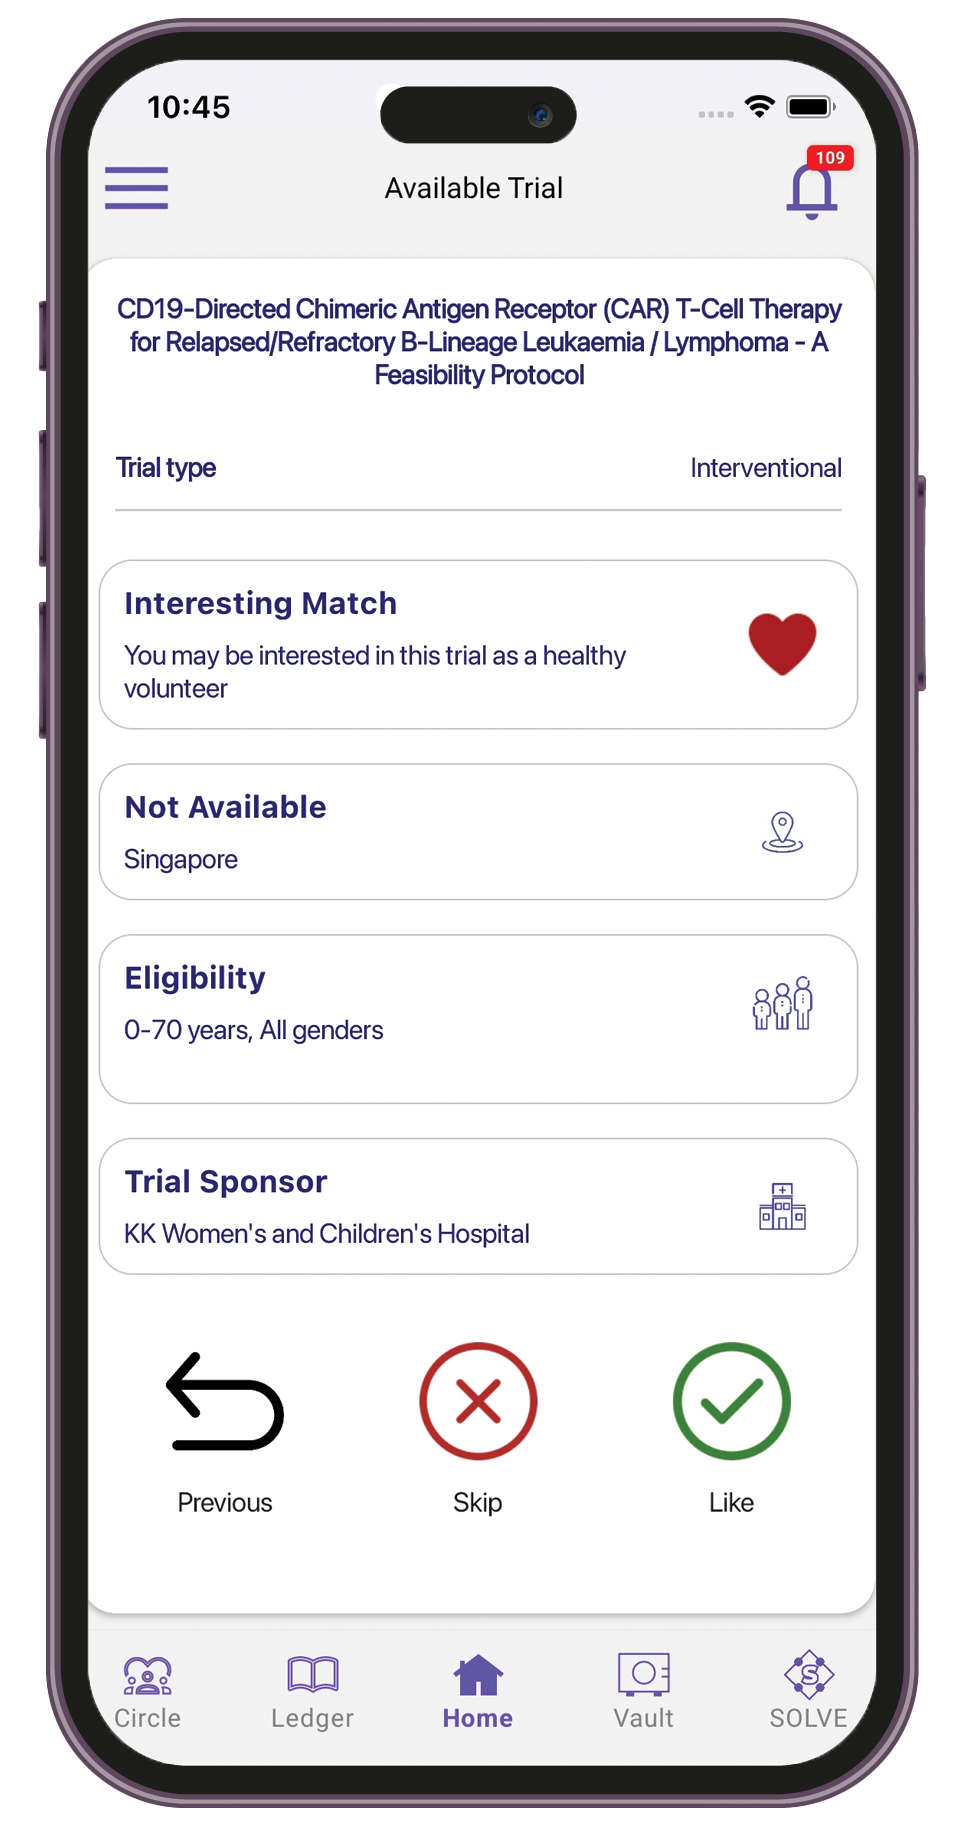 10:45
109
Available Trial
CD19-Directed Chimeric Antigen Receptor (CAR) T-Cell Therapy
for Relapsed/Refractory B-Lineage Leukaemia / Lymphoma - A
Feasibility Protocol
Trial type Interventional
Interesting Match
You may be interested in this trial as a healthy
volunteer
Not Available
Singapore
Eligibility
0-70 years, All genders
Trial Sponsor
KK Women's and Children's Hospital
Previous Skip Like
S
Circle Ledger Home Vault SOLVE